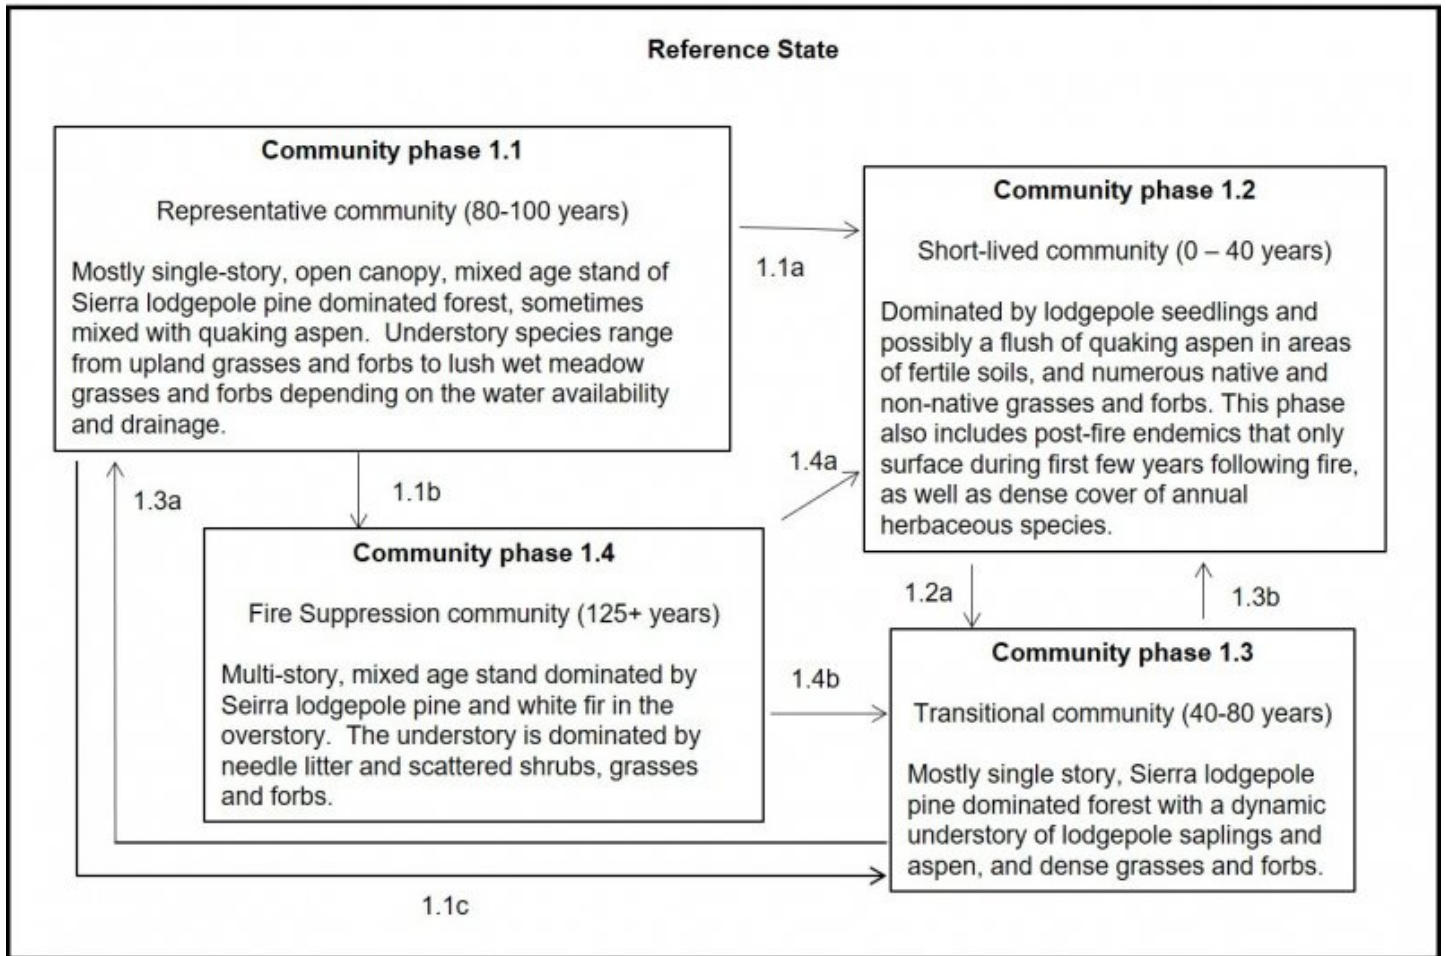 Reference State
Community phase 1.1
Representative community (80-100 years)
Mostly single-story, open canopy, mixed age stand of
Sierra lodgepole pine dominated forest, sometimes
mixed with quaking aspen.  Understory species range
from upland grasses and forbs to lush wet meadow
grasses and forbs depending on the water availability
and drainage.
1.1a
Community phase 1.2
Short-lived community (0 – 40 years)
Dominated by lodgepole seedlings and
possibly a flush of quaking aspen in areas
of fertile soils, and numerous native and
non-native grasses and forbs. This phase
also includes post-fire endemics that only
surface during first few years following fire,
as well as dense cover of annual
herbaceous species.
1.3a
1.1b
1.4a
Community phase 1.4
Fire Suppression community (125+ years)
Multi-story, mixed age stand dominated by
Seirra lodgepole pine and white fir in the
overstory.  The understory is dominated by
needle litter and scattered shrubs, grasses
and forbs.
1.2a
1.3b
1.4b
Community phase 1.3
Transitional community (40-80 years)
Mostly single story, Sierra lodgepole
pine dominated forest with a dynamic
understory of lodgepole saplings and
aspen, and dense grasses and forbs.
1.1c